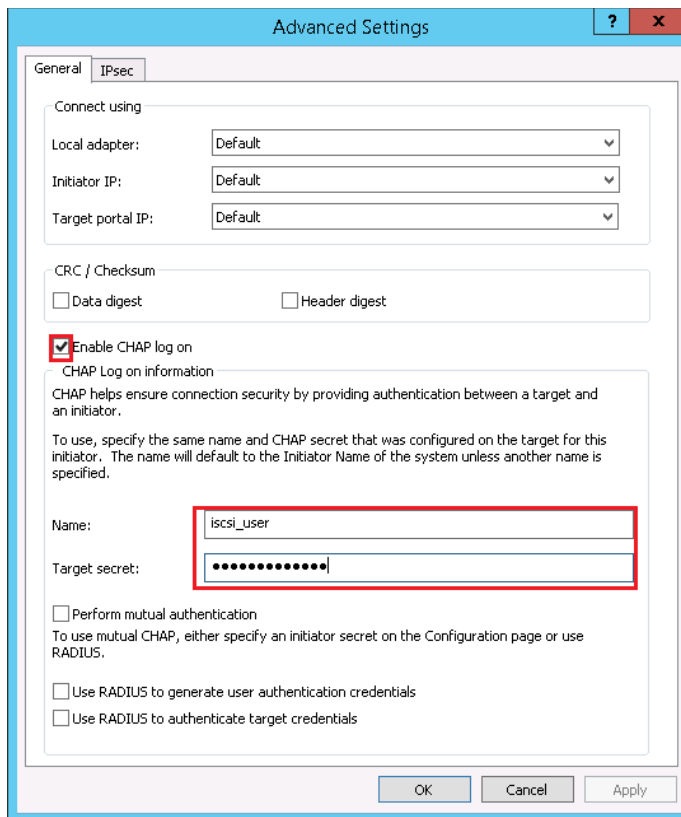 Advanced Settings
?
x
General
IPsec
Connect using
Local adapter:
Default
Initiator IP:
Default
Target portal IP:
Default
CRC / Checksum
Data digest
Header digest
Enable CHAP log on
CHAP Log on information
CHAP helps ensure connection security by providing authentication between a target and
an initiator.
To use, specify the same name and CHAP secret that was configured on the target for this
initiator.  The name will default to the Initiator Name of the system unless another name is
specified.
Name:
iscsi_user
Target secret:
•••••••••••••
Perform mutual authentication
To use mutual CHAP, either specify an initiator secret on the Configuration page or use
RADIUS.
Use RADIUS to generate user authentication credentials
Use RADIUS to authenticate target credentials
OK
Cancel
Apply